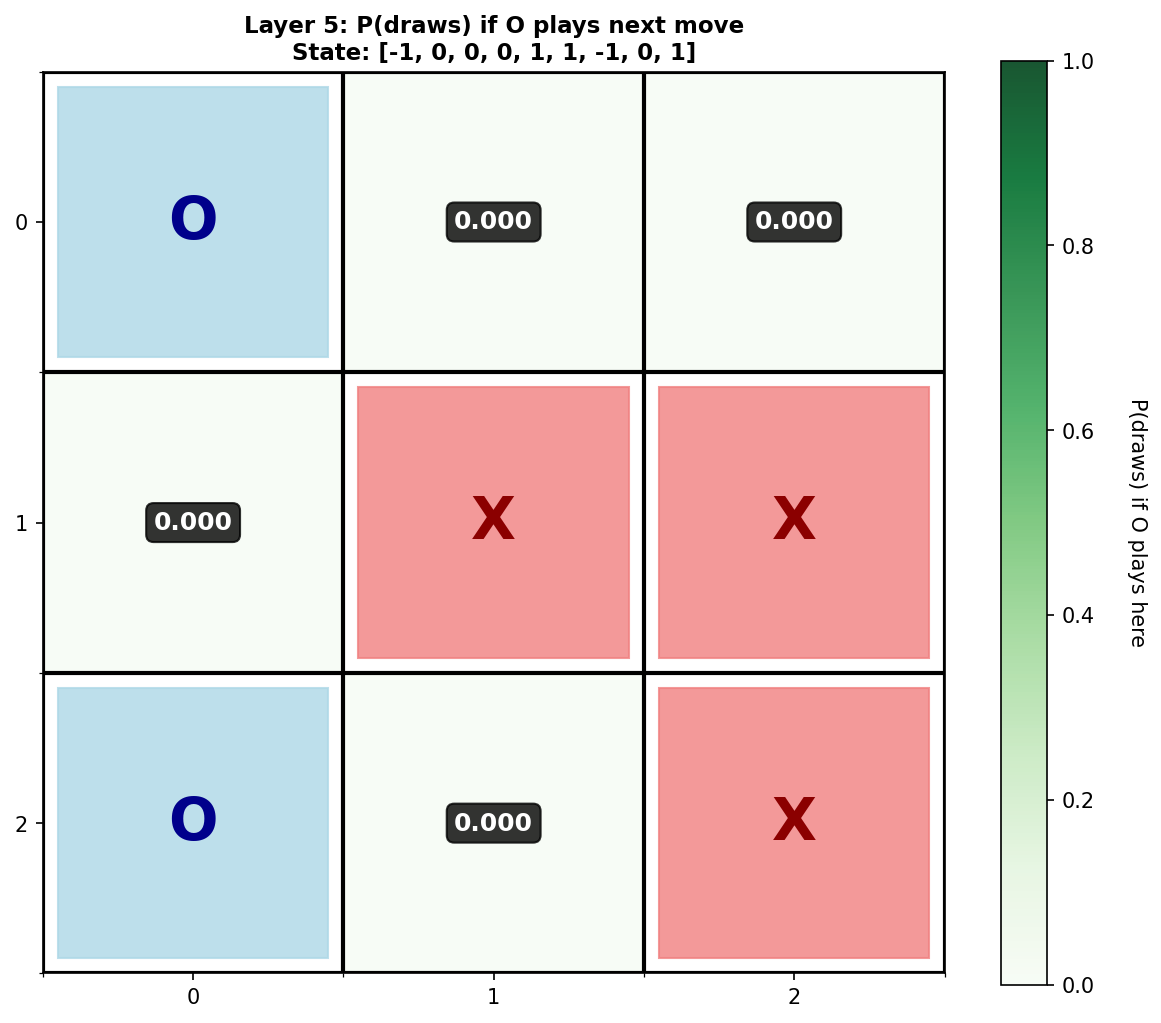 Layer 5: P(draws) if O plays next move
State: [-1, 0, 0, 0, 1, 1, -1, 0, 1]
O
0.000
0.000
0.000
X
X
O
0.000
X
0
1
2
0
1
2
1.0
0.8
0.6
0.4
0.2
0.0
P(draws) if O plays here